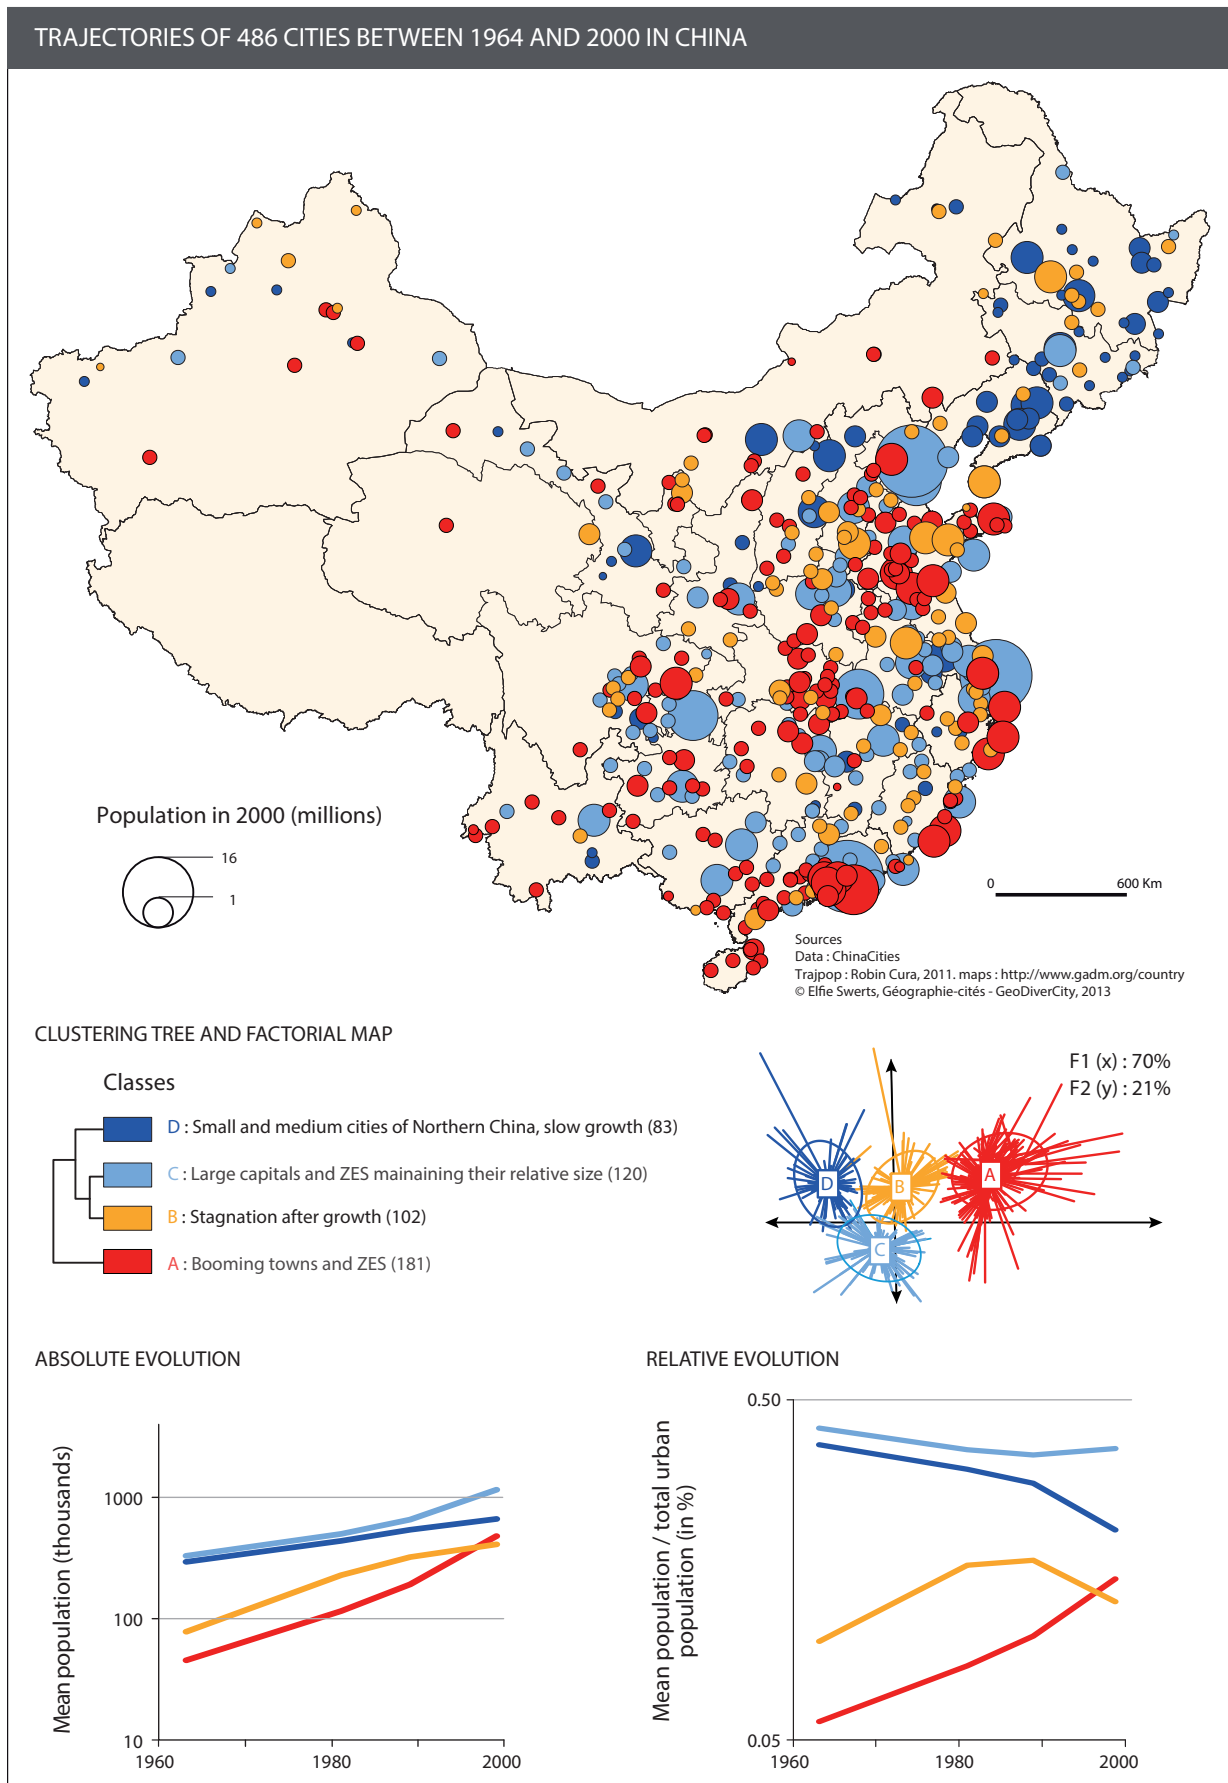 TRAJECTORIES OF 486 CITIES BETWEEN 1964 AND 2000 IN CHINA
Population in 2000 (millions)
16
1
0 600 Km
Sources
Data : ChinaCities
Trajpop : Robin Cura, 2011. maps : http://www.gadm.org/country
© Elfie Swerts, Géographie-cités - GeoDiverCity, 2013
CLUSTERING TREE AND FACTORIAL MAP
Classes
D : Small and medium cities of Northern China, slow growth (83)
C : Large capitals and ZES mainaining their relative size (120)
B : Stagnation after growth (102)
A : Booming towns and ZES (181)
F1 (x) : 70%
F2 (y) : 21%
D
B
A
C
ABSOLUTE EVOLUTION
Mean population (thousands)
1000
100
10
1960 1980 2000
RELATIVE EVOLUTION
Mean population / total urban
population (in %)
0.50
0.05
1960 1980 2000